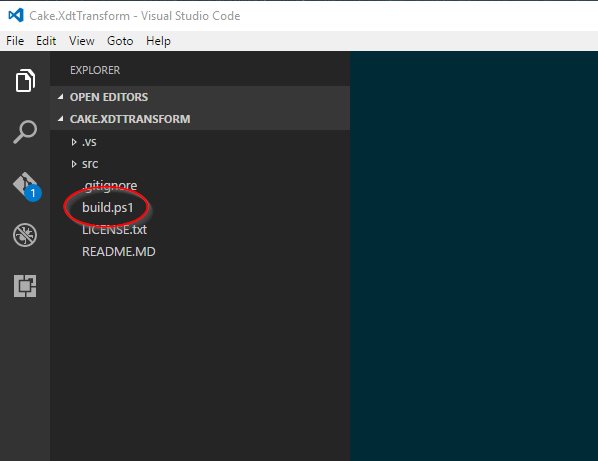 Cake.XdtTransform - Visual Studio Code
File Edit View Goto Help
EXPLORER
OPEN EDITORS
CAKE.XDTTRANSFORM
.vs
src
.gitignore
1
build.ps1
LICENSE.txt
README.MD